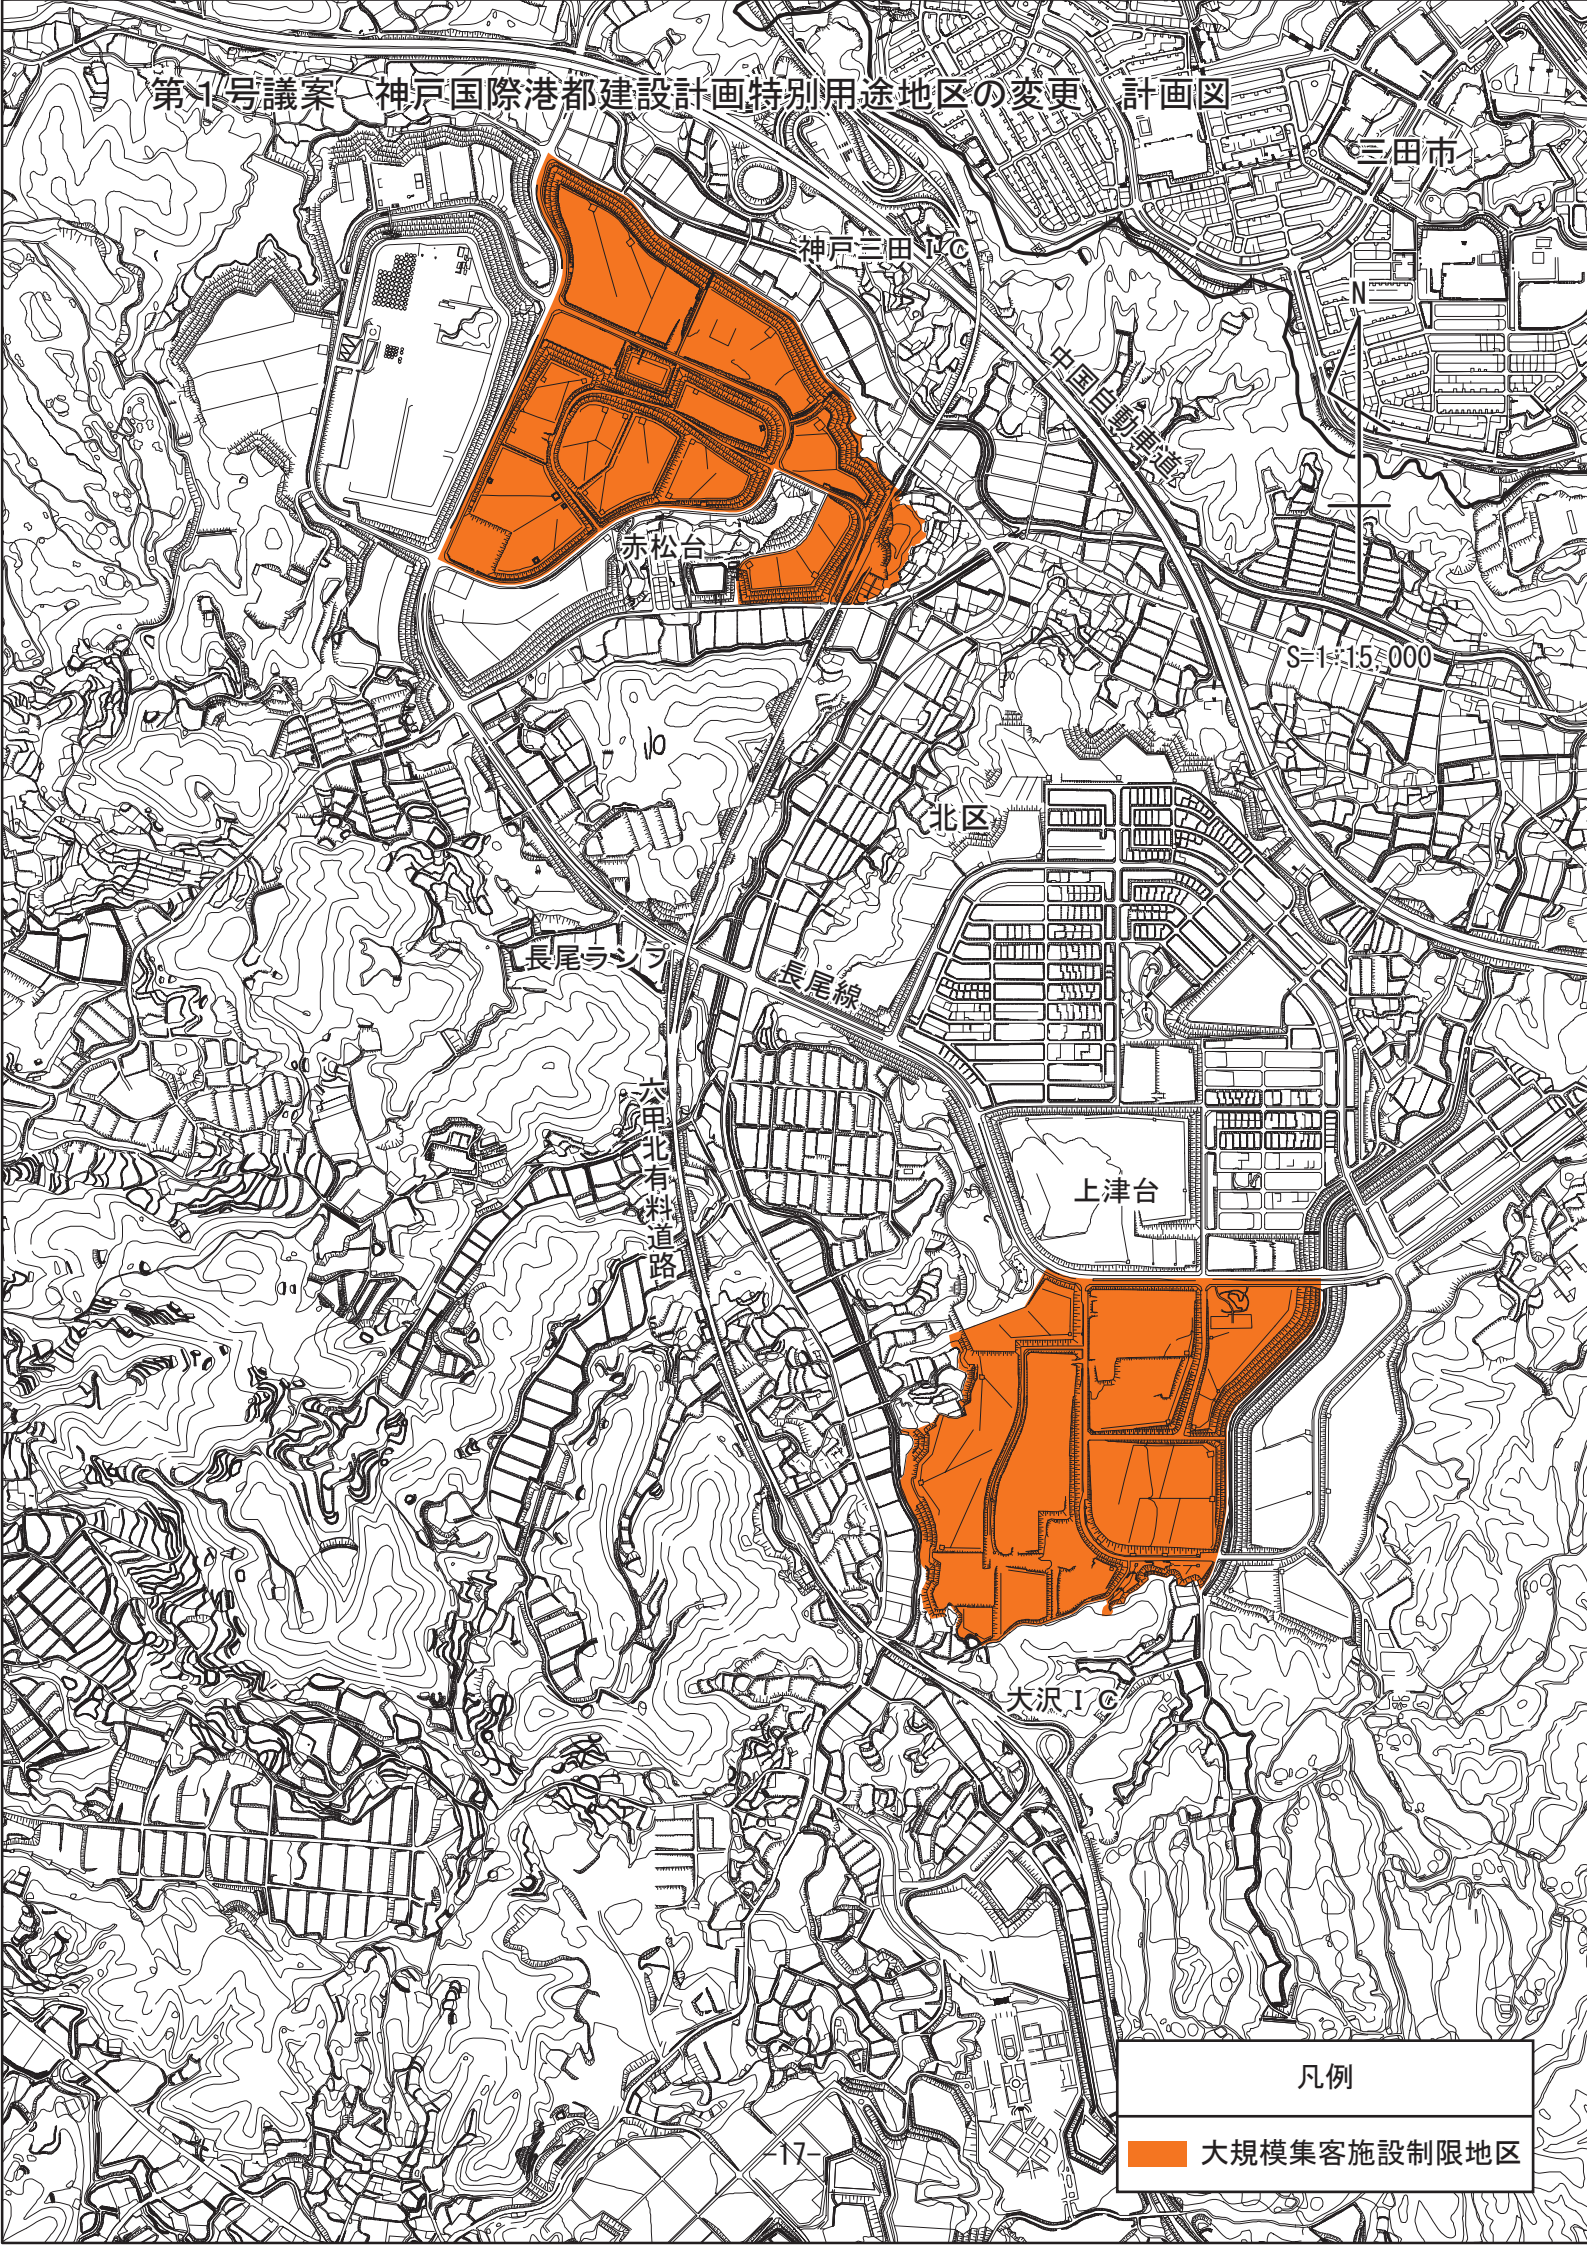 第１号議案　神戸国際港都建設計画特別用途地区の変更　計画図
三田市
神戸三田ＩＣ
N
中国自動車道
赤松台
S=1:15,000
北区
長尾ランプ
長尾線
六甲北有料道路
上津台
大沢ＩＣ
凡例
大規模集客施設制限地区
-17-